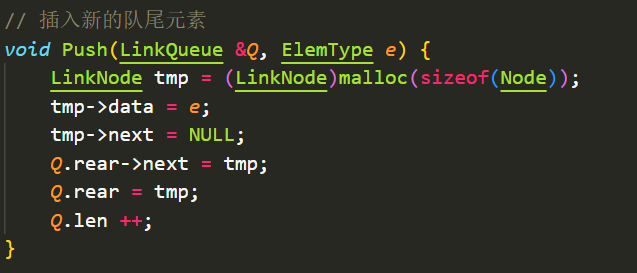 // 插入新的队尾元素
void Push(LinkQueue &Q, ElemType e) {
    LinkNode tmp = (LinkNode)malloc(sizeof(Node));
    tmp->data = e;
    tmp->next = NULL;
    Q.rear->next = tmp;
    Q.rear = tmp;
    Q.len ++;
}